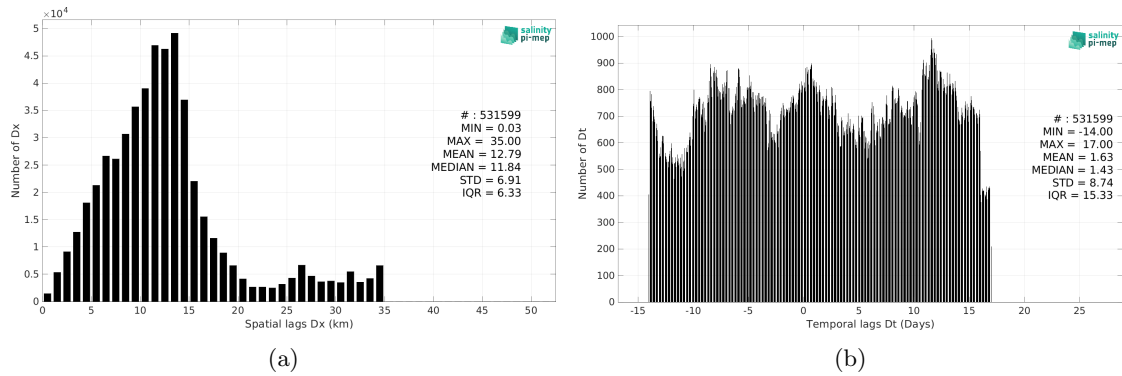 ×10⁴
5
4.5
4
3.5
3
2.5
2
1.5
1
0.5
0
Number of Dx
0 5 10 15 20 25 30 35 40 45 50
Spatial lags Dx (km)
salinity
pi-mep
# : 531599
MIN = 0.03
MAX = 35.00
MEAN = 12.79
MEDIAN = 11.84
STD = 6.91
IQR = 6.33
(a)
1000
900
800
700
600
500
400
300
200
100
0
Number of Dt
-15 -10 -5 0 5 10 15 20 25
Temporal lags Dt (Days)
salinity
pi-mep
# : 531599
MIN = -14.00
MAX = 17.00
MEAN = 1.63
MEDIAN = 1.43
STD = 8.74
IQR = 15.33
(b)